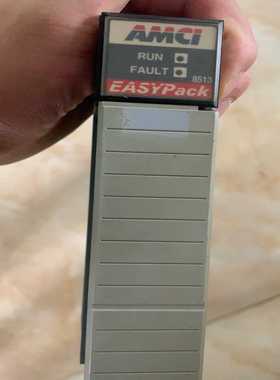 AMCI
RUN
FAULT
8513
EASYPack